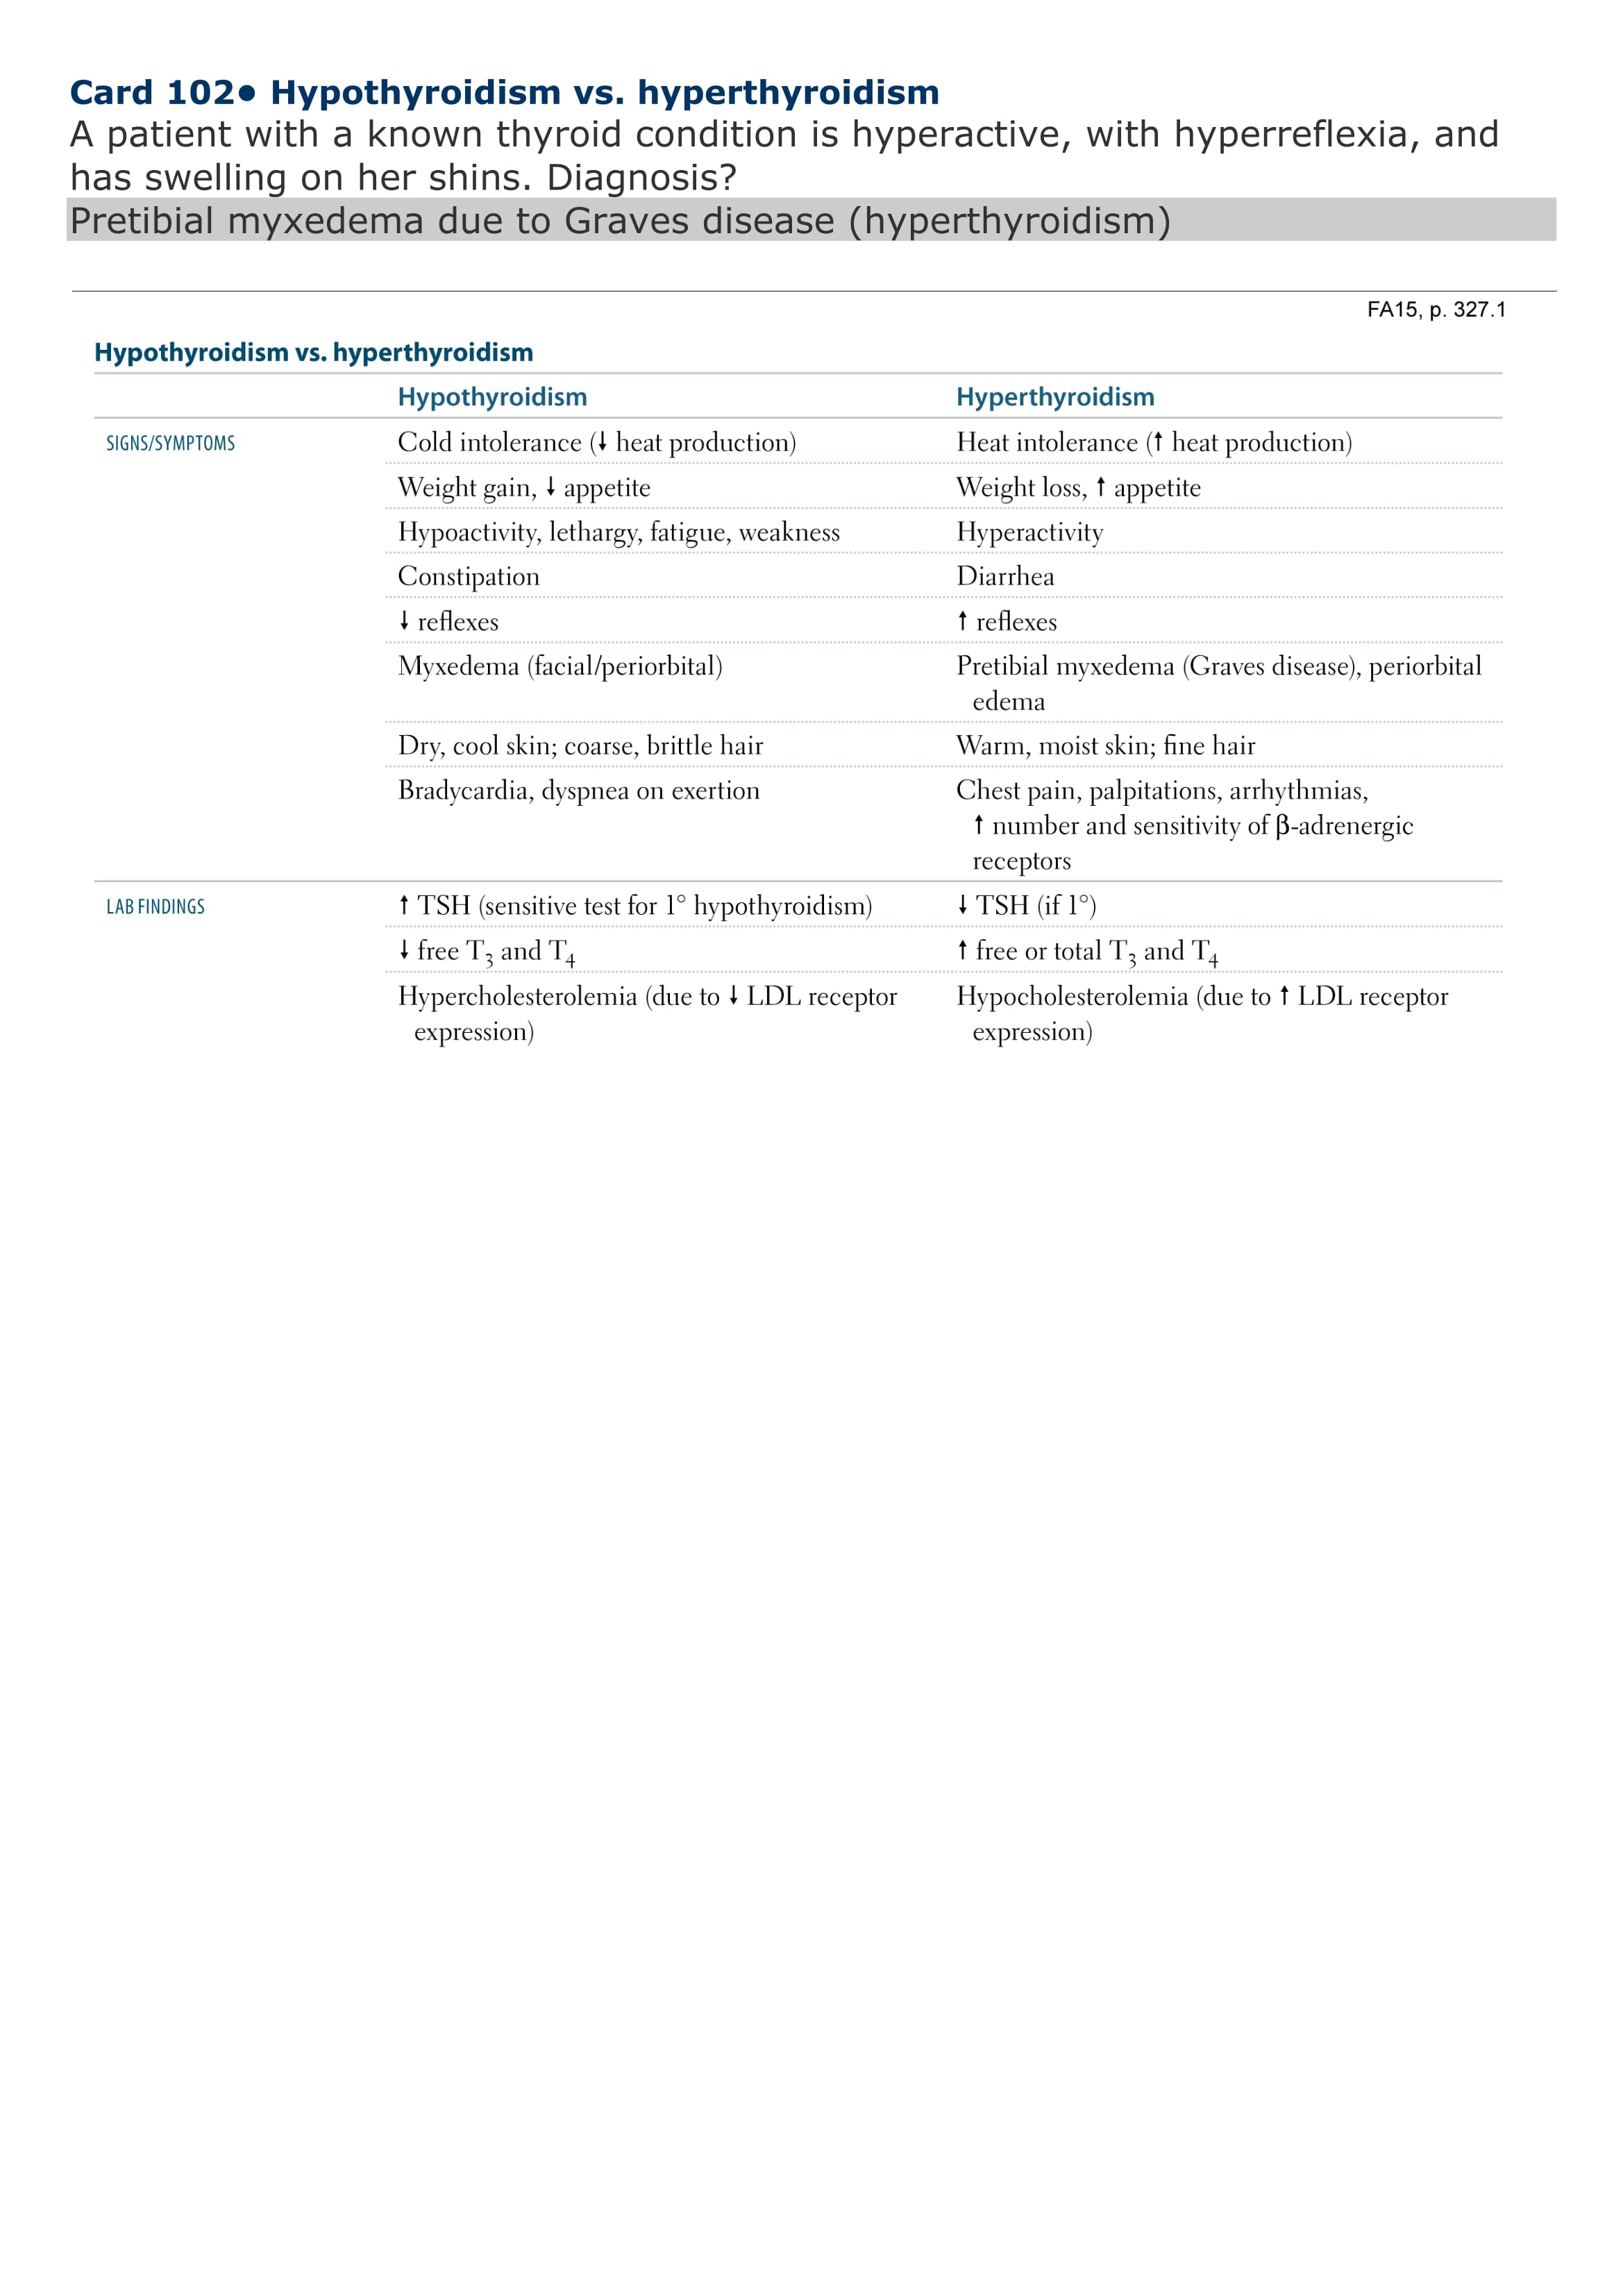 Card 102● Hypothyroidism vs. hyperthyroidism
A patient with a known thyroid condition is hyperactive, with hyperreflexia, and
has swelling on her shins. Diagnosis?
Pretibial myxedema due to Graves disease (hyperthyroidism)
FA15, p. 327.1
Hypothyroidism vs. hyperthyroidism
Hypothyroidism Hyperthyroidism
SIGNS/SYMPTOMS Cold intolerance (↓ heat production) Heat intolerance (↑ heat production)
Weight gain, ↓ appetite Weight loss, ↑ appetite
Hypoactivity, lethargy, fatigue, weakness Hyperactivity
Constipation Diarrhea
↓ reflexes ↑ reflexes
Myxedema (facial/periorbital) Pretibial myxedema (Graves disease), periorbital
edema
Dry, cool skin; coarse, brittle hair Warm, moist skin; fine hair
Bradycardia, dyspnea on exertion Chest pain, palpitations, arrhythmias,
↑ number and sensitivity of β-adrenergic
receptors
LAB FINDINGS ↑ TSH (sensitive test for 1° hypothyroidism) ↓ TSH (if 1°)
↓ free T3 and T4 ↑ free or total T3 and T4
Hypercholesterolemia (due to ↓ LDL receptor Hypocholesterolemia (due to ↑ LDL receptor
expression) expression)